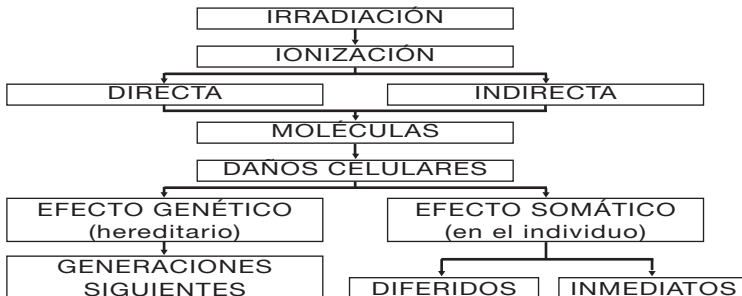 IRRADIACIÓN
IONIZACIÓN
DIRECTA
INDIRECTA
MOLÉCULAS
DAÑOS CELULARES
EFECTO GENÉTICO
(hereditario)
EFECTO SOMÁTICO
(en el individuo)
GENERACIONES
SIGUIENTES
DIFERIDOS
INMEDIATOS